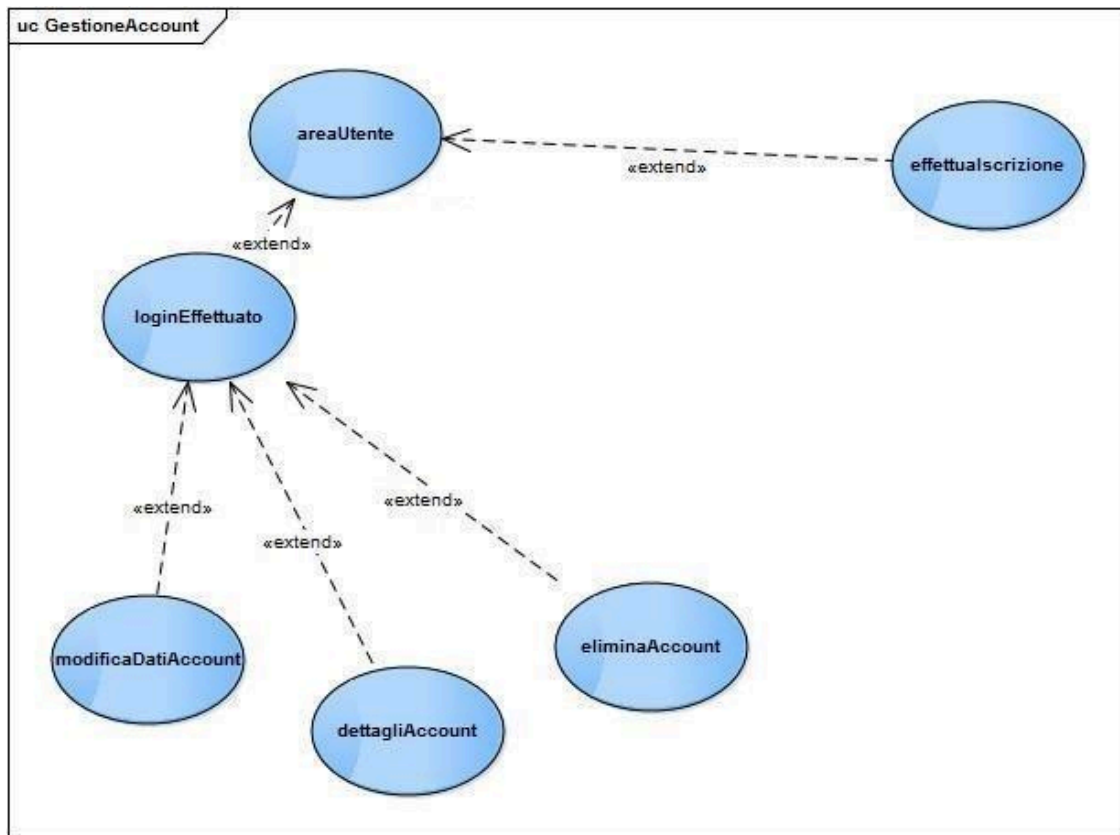 uc GestioneAccount
areaUtente
«extend»
effettuaIscrizione
«extend»
loginEffettuato
«extend»
«extend»
«extend»
modificaDatiAccount
eliminaAccount
dettagliAccount